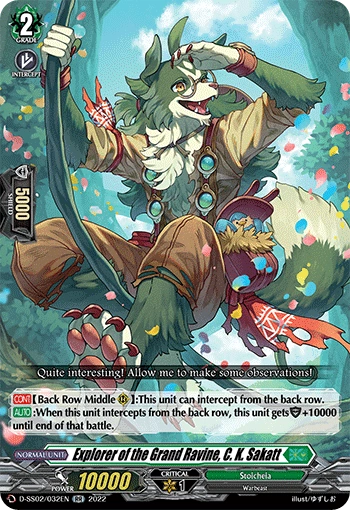 2
GRADE
INTERCEPT
5000
SHIELD
Quite interesting! Allow me to make some observations!
CONT【Back Row Middle Ⓡ】:This unit can intercept from the back row.
AUTO:When this unit intercepts from the back row, this unit gets +10000
until end of that battle.
NORMAL UNIT
Explorer of the Grand Ravine, C. K. Sakatt
POWER 10000
CRITICAL
1
Stoicheia
Warbeast
D-SS02/032EN RR 2022
illust/ゆずしお